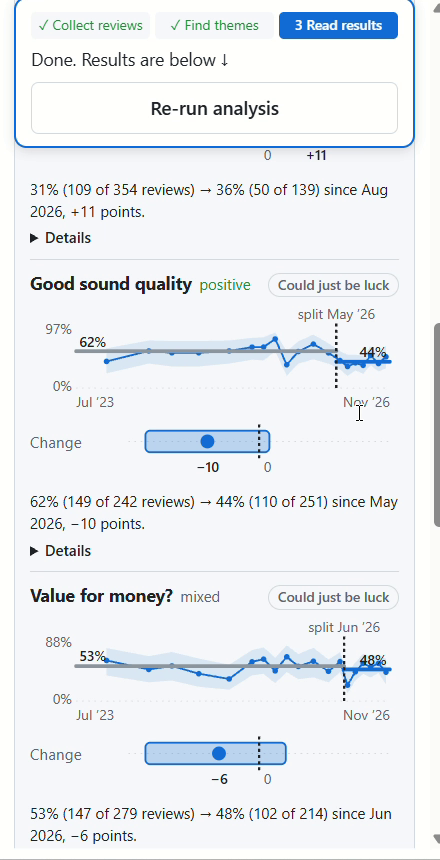 ✓ Collect reviews ✓ Find themes 3 Read results
Done. Results are below ↓
Re-run analysis
0 +11
31% (109 of 354 reviews) → 36% (50 of 139) since Aug
2026, +11 points.
▶ Details
Good sound quality positive Could just be luck
split May '26
97%
62%
44%
0%
Jul '23 Nov '26
Change
−10 0
62% (149 of 242 reviews) → 44% (110 of 251) since May
2026, −10 points.
▶ Details
Value for money? mixed Could just be luck
split Jun '26
88%
53%
48%
0%
Jul '23 Nov '26
Change
−6 0
53% (147 of 279 reviews) → 48% (102 of 214) since Jun
2026, −6 points.